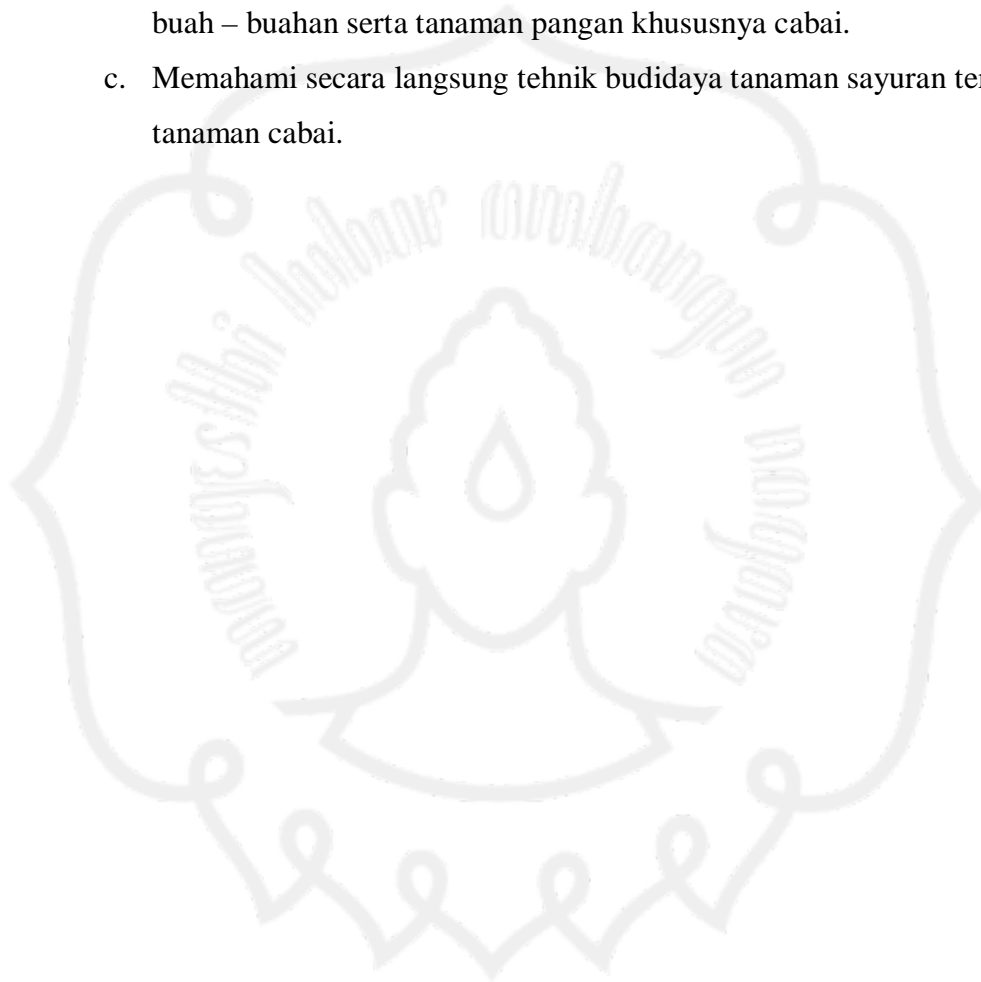 buah – buahan serta tanaman pangan khususnya cabai.
c. Memahami secara langsung tehnik budidaya tanaman sayuran
tanaman cabai.